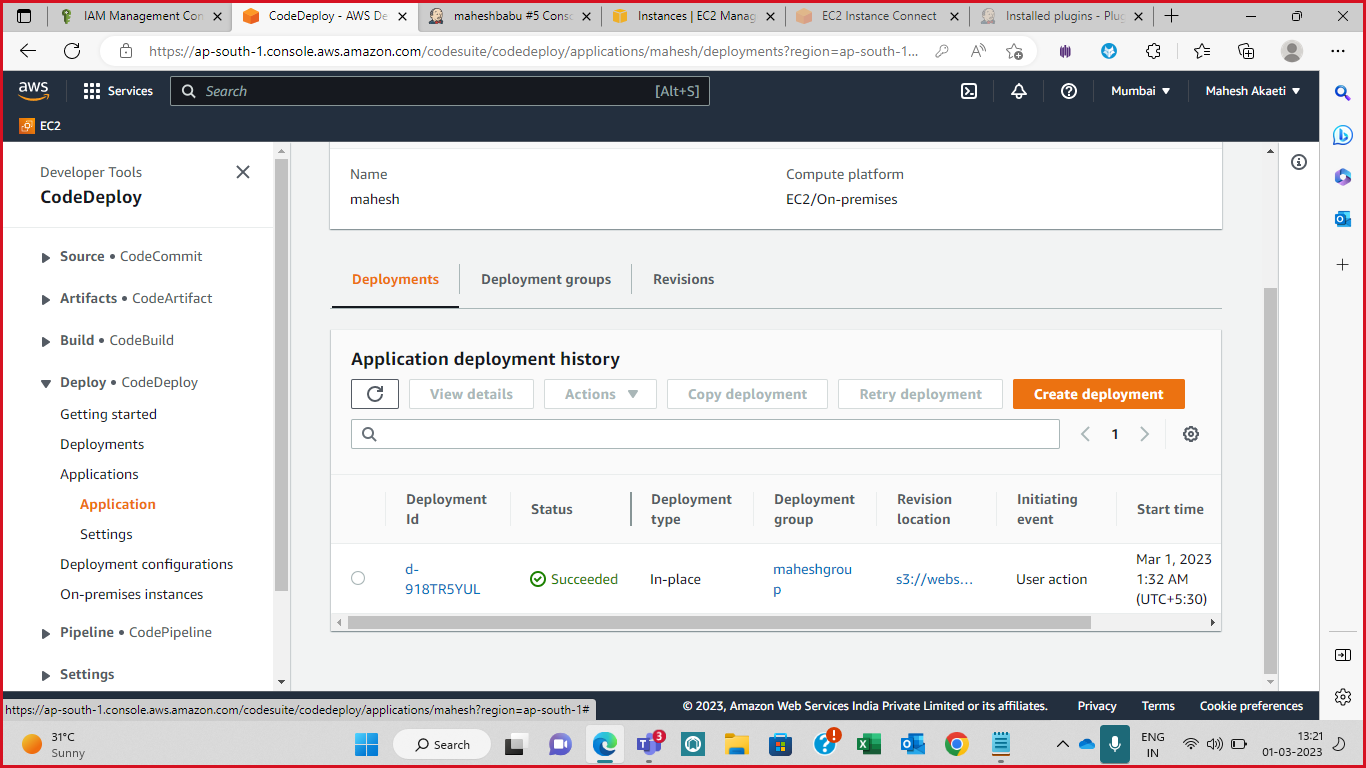 IAM Management Con
CodeDeploy - AWS De
maheshbabu #5 Conso
Instances | EC2 Manag
EC2 Instance Connect
Installed plugins - Plug
https://ap-south-1.console.aws.amazon.com/codesuite/codedeploy/applications/mahesh/deployments?region=ap-south-1...
aws
Services
Search
[Alt+S]
Mumbai
Mahesh Akaeti
EC2
Developer Tools
CodeDeploy
Source • CodeCommit
Artifacts • CodeArtifact
Build • CodeBuild
Deploy • CodeDeploy
Getting started
Deployments
Applications
Application
Settings
Deployment configurations
On-premises instances
Pipeline • CodePipeline
Settings
Name
mahesh
Compute platform
EC2/On-premises
Deployments
Deployment groups
Revisions
Application deployment history
View details
Actions
Copy deployment
Retry deployment
Create deployment
1
Deployment
Id
Status
Deployment
type
Deployment
group
Revision
location
Initiating
event
Start time
d-
918TR5YUL
Succeeded
In-place
maheshgrou
p
s3://webs...
User action
Mar 1, 2023
1:32 AM
(UTC+5:30)
https://ap-south-1.console.aws.amazon.com/codesuite/codedeploy/applications/mahesh?region=ap-south-1#
© 2023, Amazon Web Services India Private Limited or its affiliates.
Privacy
Terms
Cookie preferences
31°C
Sunny
Search
3
ENG
IN
13:21
01-03-2023